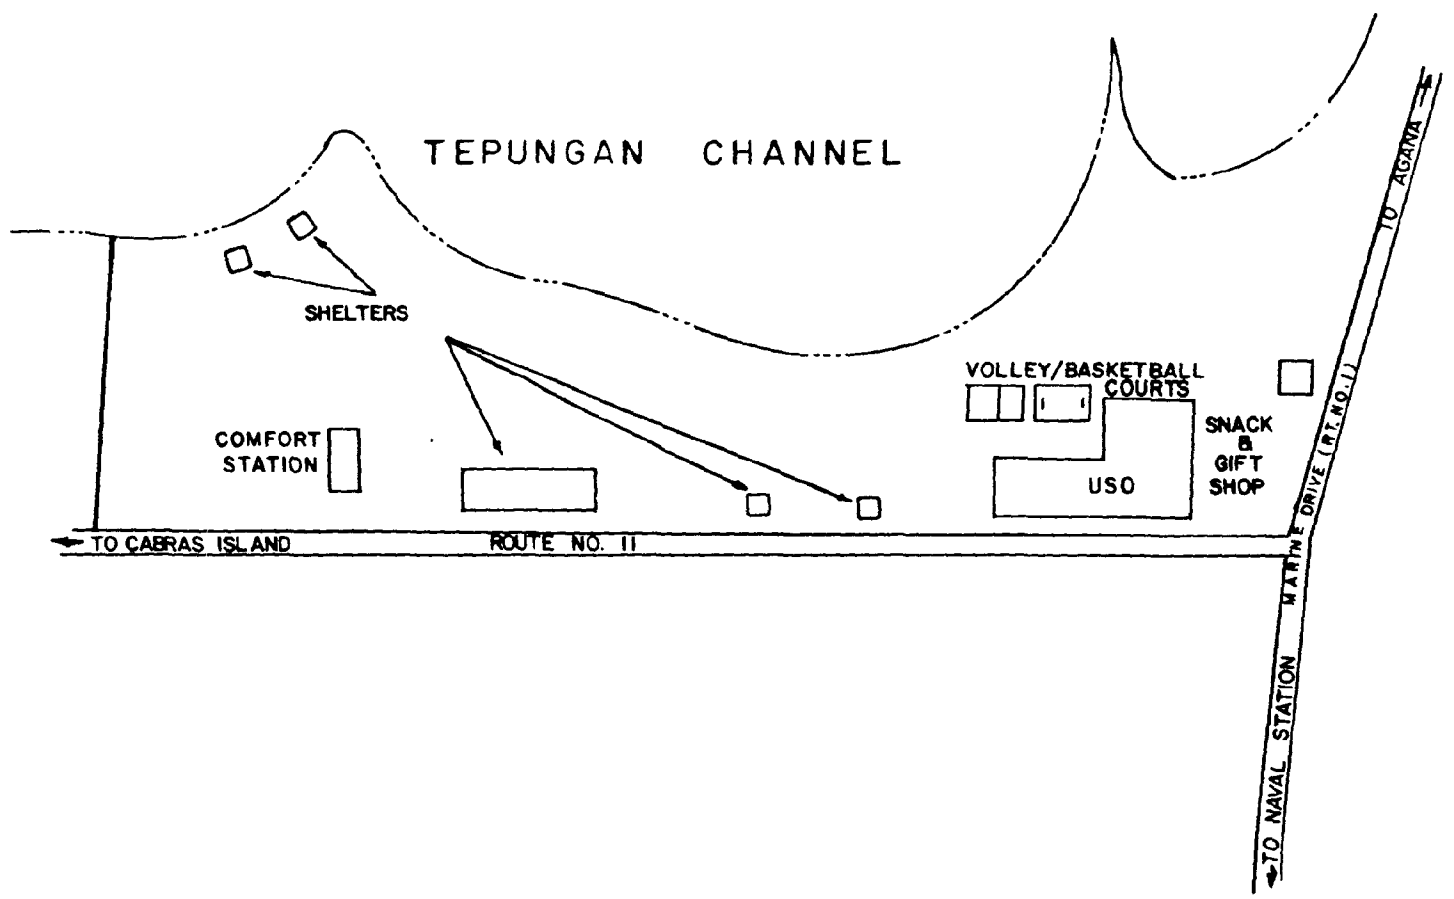 TEPUNGAN CHANNEL
TO AGANA
SHELTERS
VOLLEY/BASKETBALL
COURTS
SNACK
&
GIFT
SHOP
COMFORT
STATION
USO
TO CABRAS ISLAND
ROUTE NO. 11
MARINE DRIVE (RT. NO. 1)
TO NAVAL STATION